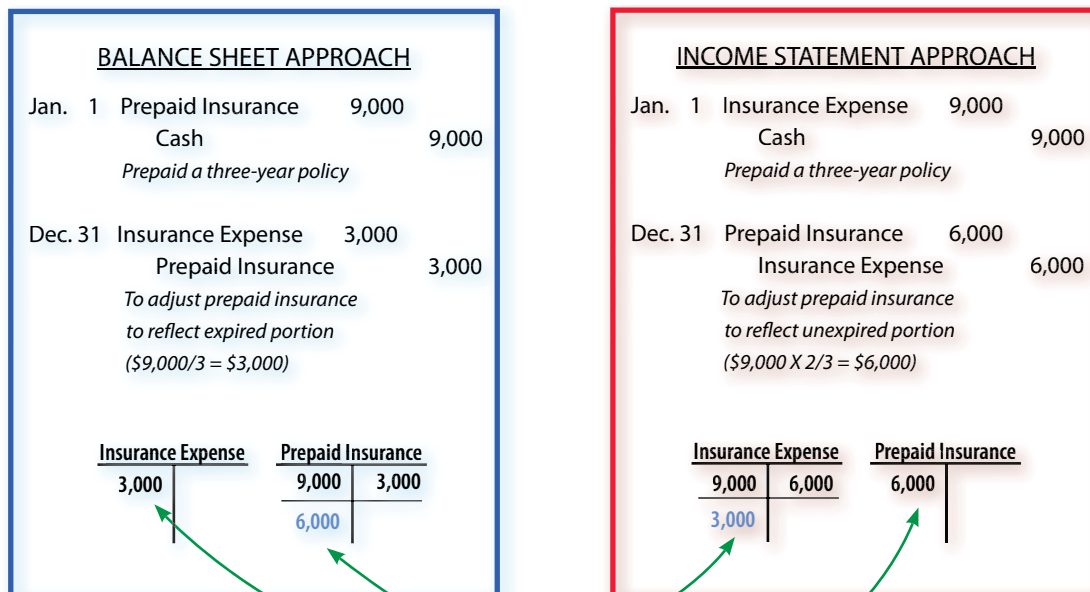 BALANCE SHEET APPROACH
Jan. 1 Prepaid Insurance 9,000
Cash 9,000
Prepaid a three-year policy
Dec. 31 Insurance Expense 3,000
Prepaid Insurance 3,000
To adjust prepaid insurance
to reflect expired portion
($9,000/3 = $3,000)
Insurance Expense Prepaid Insurance
3,000 9,000 3,000
6,000
INCOME STATEMENT APPROACH
Jan. 1 Insurance Expense 9,000
Cash 9,000
Prepaid a three-year policy
Dec. 31 Prepaid Insurance 6,000
Insurance Expense 6,000
To adjust prepaid insurance
to reflect unexpired portion
($9,000 X 2/3 = $6,000)
Insurance Expense Prepaid Insurance
9,000 6,000 6,000
3,000